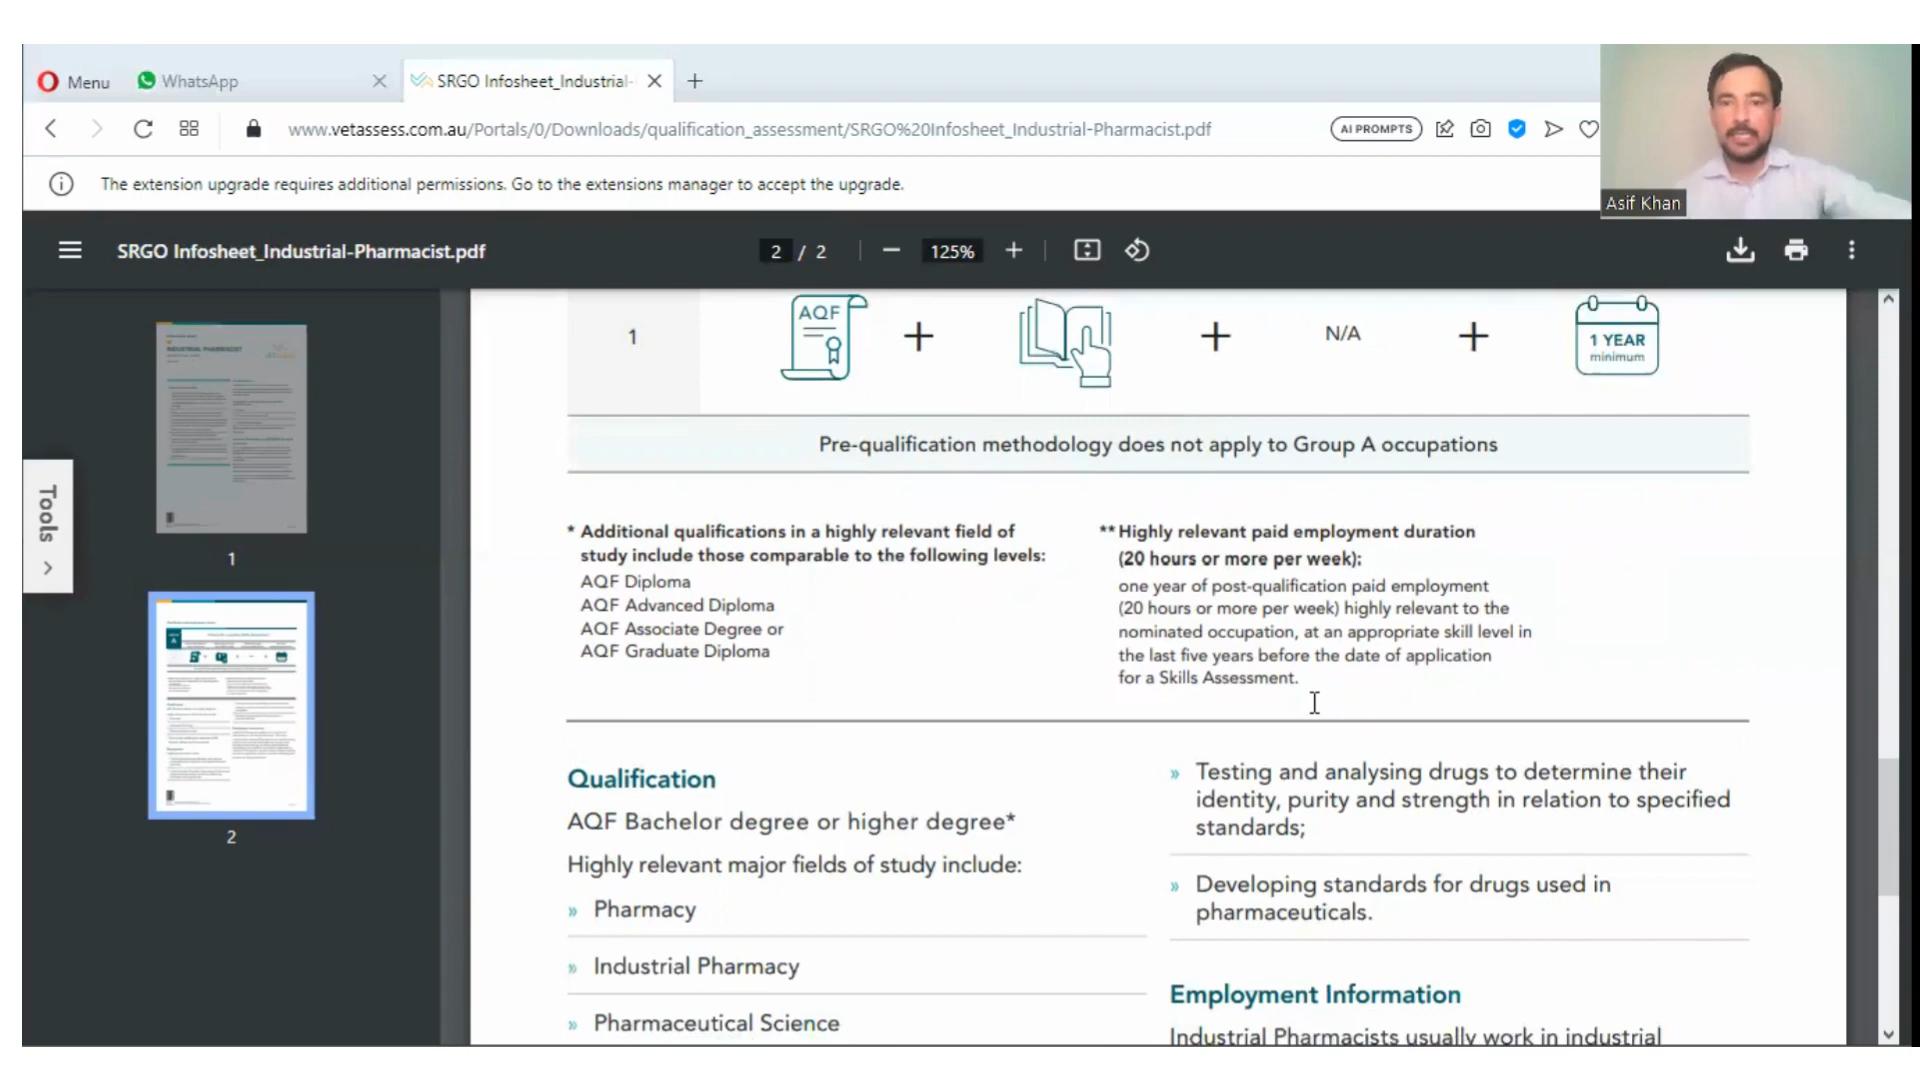 Menu
WhatsApp
SRGO Infosheet_Industrial-
www.vetassess.com.au/Portals/0/Downloads/qualification_assessment/SRGO%20Infosheet_Industrial-Pharmacist.pdf
AI PROMPTS
The extension upgrade requires additional permissions. Go to the extensions manager to accept the upgrade.
Asif Khan
SRGO Infosheet_Industrial-Pharmacist.pdf
2 / 2
125%
Tools
INDUSTRIAL PHARMACIST
1
2
1
AQF
N/A
1 YEAR
minimum
Pre-qualification methodology does not apply to Group A occupations
* Additional qualifications in a highly relevant field of
study include those comparable to the following levels:
AQF Diploma
AQF Advanced Diploma
AQF Associate Degree or
AQF Graduate Diploma
** Highly relevant paid employment duration
(20 hours or more per week):
one year of post-qualification paid employment
(20 hours or more per week) highly relevant to the
nominated occupation, at an appropriate skill level in
the last five years before the date of application
for a Skills Assessment.
Qualification
AQF Bachelor degree or higher degree*
Highly relevant major fields of study include:
» Pharmacy
» Industrial Pharmacy
» Pharmaceutical Science
» Testing and analysing drugs to determine their
identity, purity and strength in relation to specified
standards;
» Developing standards for drugs used in
pharmaceuticals.
Employment Information
Industrial Pharmacists usually work in industrial